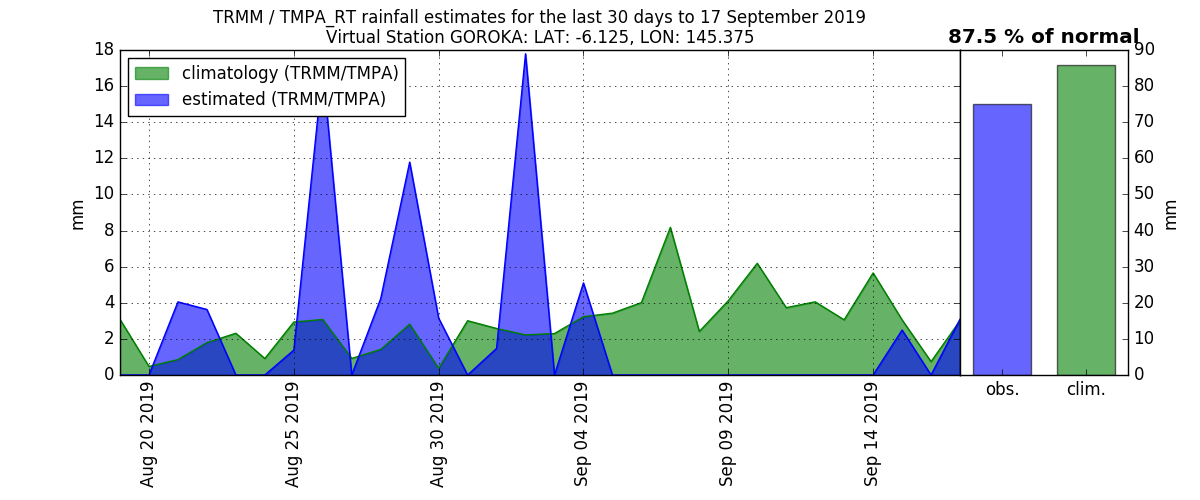 TRMM / TMPA_RT rainfall estimates for the last 30 days to 17 September 2019
Virtual Station GOROKA: LAT: -6.125, LON: 145.375
87.5 % of normal
climatology (TRMM/TMPA)
estimated (TRMM/TMPA)
mm
18
16
14
12
10
8
6
4
2
0
Aug 20 2019
Aug 25 2019
Aug 30 2019
Sep 04 2019
Sep 09 2019
Sep 14 2019
obs.
clim.
90
80
70
60
50
40
30
20
10
0
mm